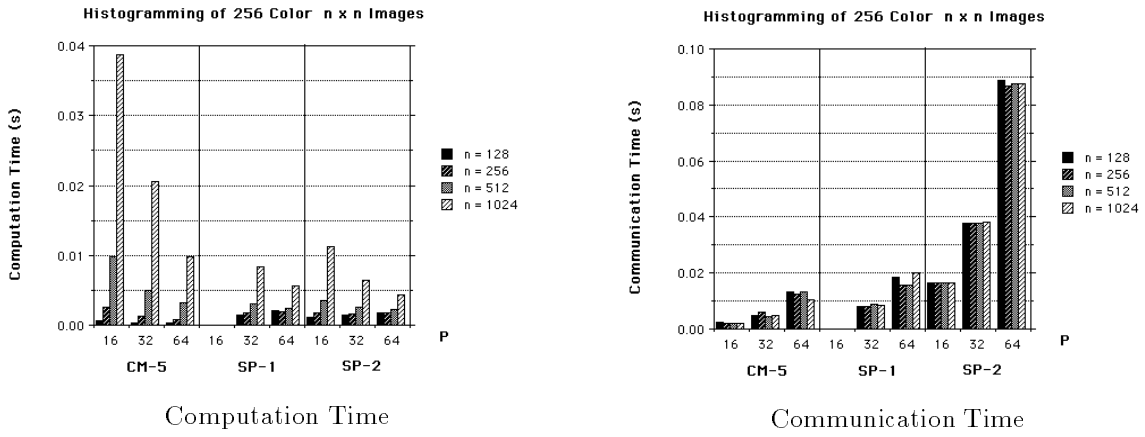 Histogramming of 256 Color n x n Images
Computation Time (s)
0.04
0.03
0.02
0.01
0.00
16 32 64 16 32 64 16 32 64
P
CM-5 SP-1 SP-2
n = 128
n = 256
n = 512
n = 1024
Computation Time
Histogramming of 256 Color n x n Images
Communication Time (s)
0.10
0.08
0.06
0.04
0.02
0.00
16 32 64 16 32 64 16 32 64
P
CM-5 SP-1 SP-2
n = 128
n = 256
n = 512
n = 1024
Communication Time